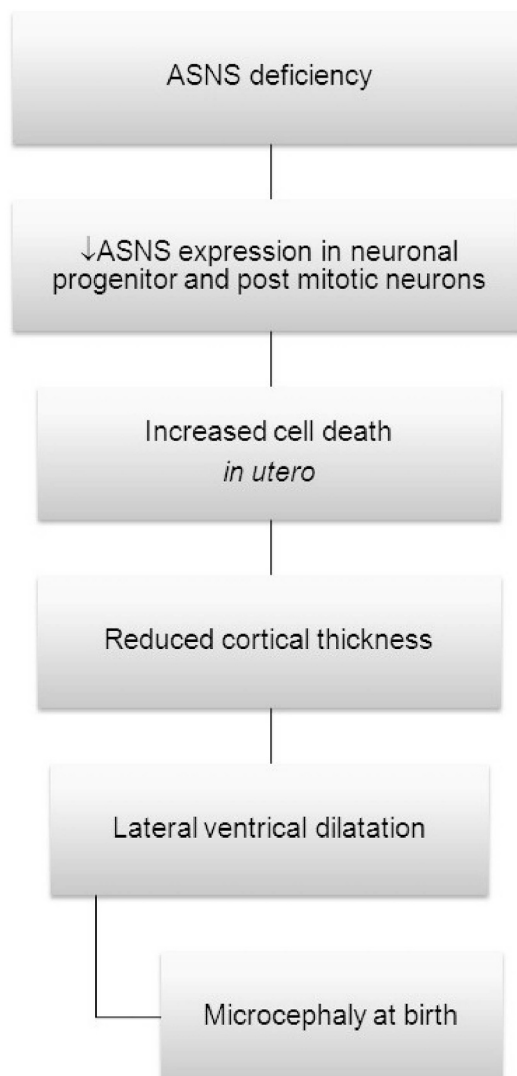 ASNS deficiency
↓ASNS expression in neuronal
progenitor and post mitotic neurons
Increased cell death
in utero
Reduced cortical thickness
Lateral ventrical dilatation
Microcephaly at birth